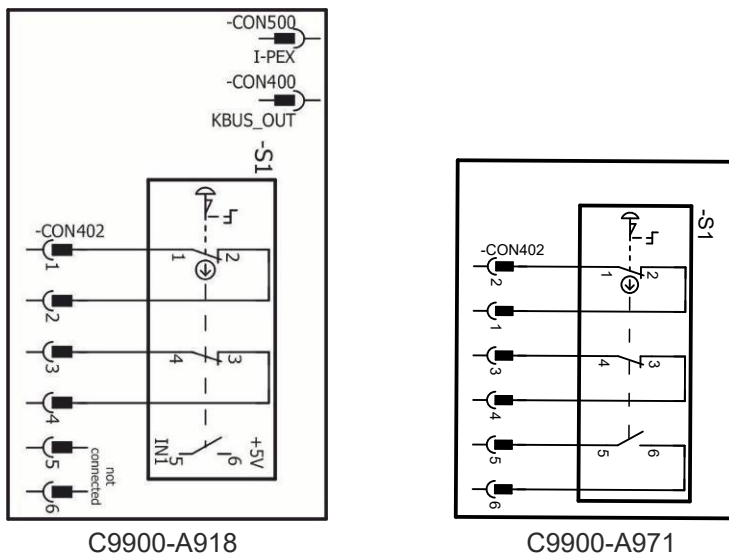 -CON500
I-PEX
-CON400
KBUS_OUT
-S1
-CON402
1
1
2
2
3
4
3
4
5
not
connected
IN1
5
6
+5V
6
C9900-A918
-S1
-CON402
2
1
2
1
3
4
3
4
5
5
6
6
C9900-A971